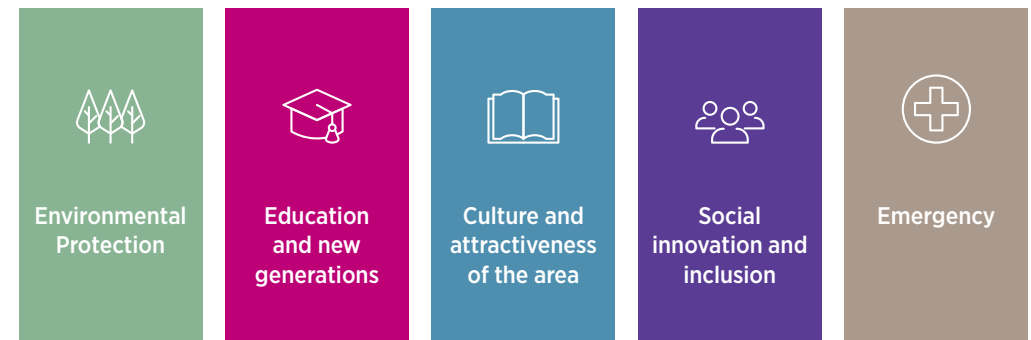 Environmental
Protection
Education
and new
generations
Culture and
attractiveness
of the area
Social
innovation and
inclusion
Emergency